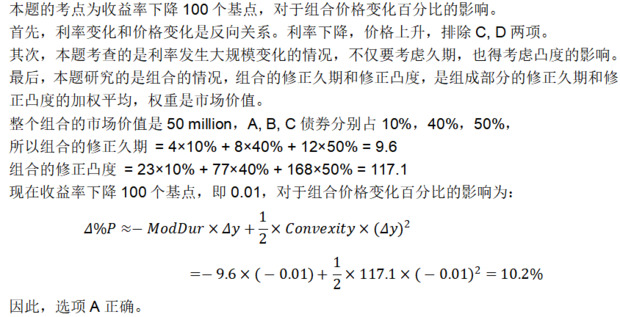 本题的考点为收益率下降 100 个基点，对于组合价格变化百分比的影响。
首先，利率变化和价格变化是反向关系。利率下降，价格上升，排除 C, D 两项。
其次，本题考查的是利率发生大规模变化的情况，不仅要考虑久期，也得考虑凸度的影响。
最后，本题研究的是组合的情况，组合的修正久期和修正凸度，是组成部分的修正久期和修
正凸度的加权平均，权重是市场价值。
整个组合的市场价值是 50 million，A, B, C 债券分别占 10%，40%，50%，
所以组合的修正久期 = 4×10% + 8×40% + 12×50% = 9.6
组合的修正凸度 = 23×10% + 77×40% + 168×50% = 117.1
现在收益率下降 100 个基点，即 0.01，对于组合价格变化百分比的影响为：
Δ%P ≈− ModDur × Δy + 1/2 × Convexity × (Δy)²
=− 9.6 × (− 0.01) + 1/2 × 117.1 × (− 0.01)² = 10.2%
因此，选项 A 正确。